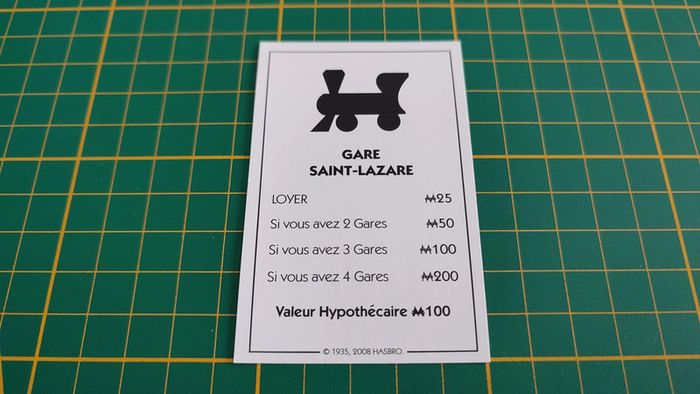 GARE
SAINT-LAZARE
LOYER ₩25
Si vous avez 2 Gares ₩50
Si vous avez 3 Gares ₩100
Si vous avez 4 Gares ₩200
Valeur Hypothécaire ₩100
© 1935, 2008 HASBRO.